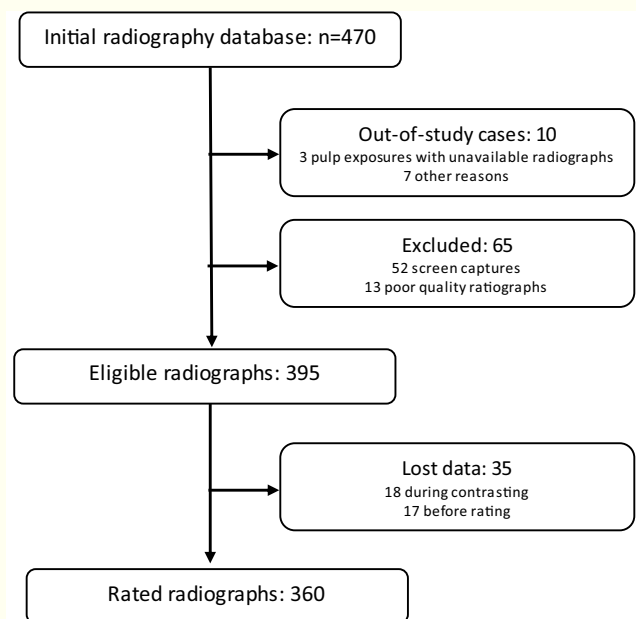 Initial radiography database: n=470
Out-of-study cases: 10
3 pulp exposures with unavailable radiographs
7 other reasons
Excluded: 65
52 screen captures
13 poor quality ratiographs
Eligible radiographs: 395
Lost data: 35
18 during contrasting
17 before rating
Rated radiographs: 360